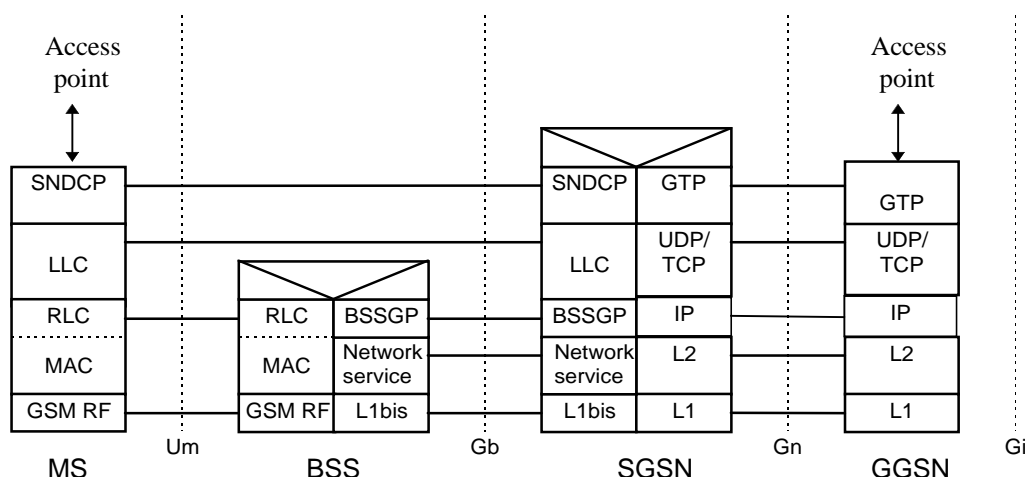 Access
point
Access
point
SNDCP
SNDCP
GTP
GTP
LLC
LLC
UDP/
TCP
UDP/
TCP
RLC
RLC
BSSGP
BSSGP
IP
IP
MAC
MAC
Network
service
Network
service
L2
L2
GSM RF
GSM RF
L1bis
L1bis
L1
L1
Um
Gb
Gn
Gi
MS
BSS
SGSN
GGSN